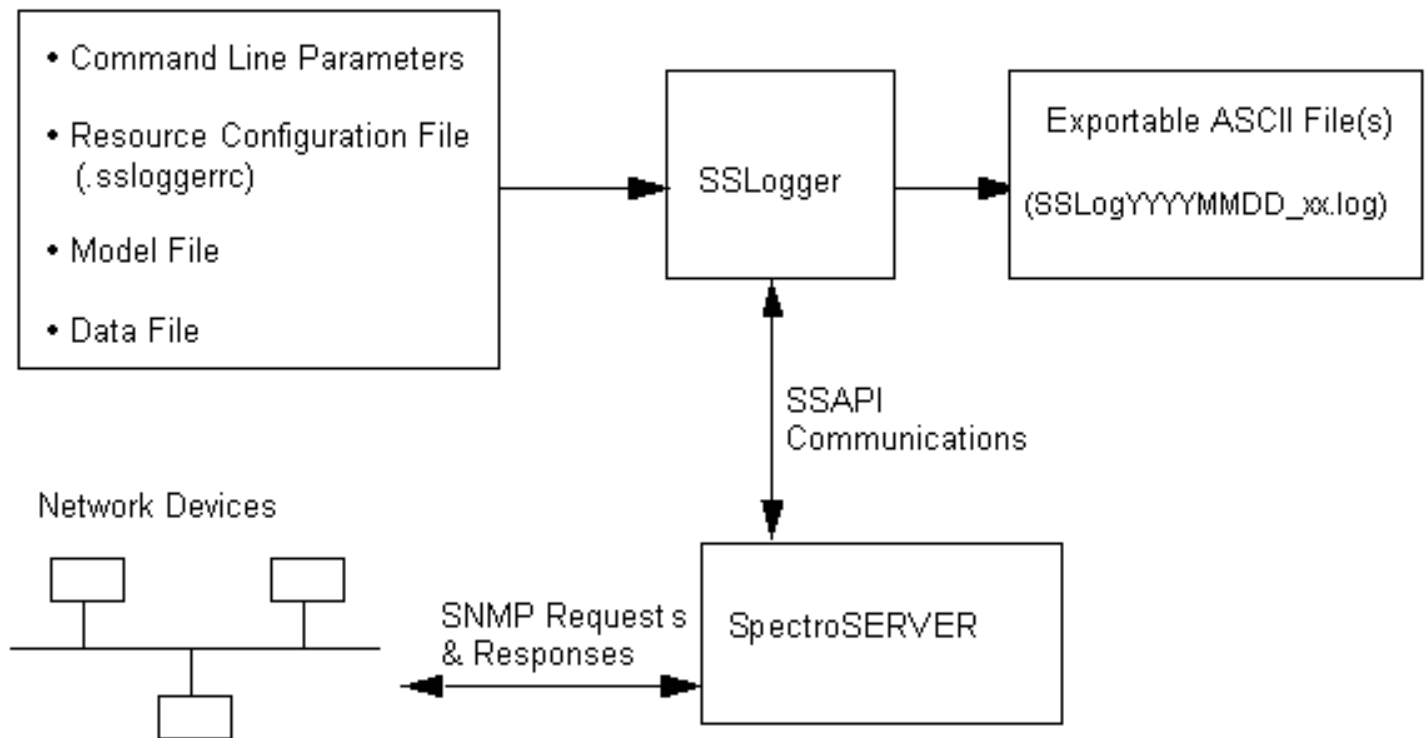 • Command Line Parameters
• Resource Configuration File
(.ssloggerrc)
• Model File
• Data File
SSLogger
Exportable ASCII File(s)
(SSLogYYYYMMDD_xx.log)
SSAPI
Communications
Network Devices
SNMP Requests
& Responses
SpectroSERVER